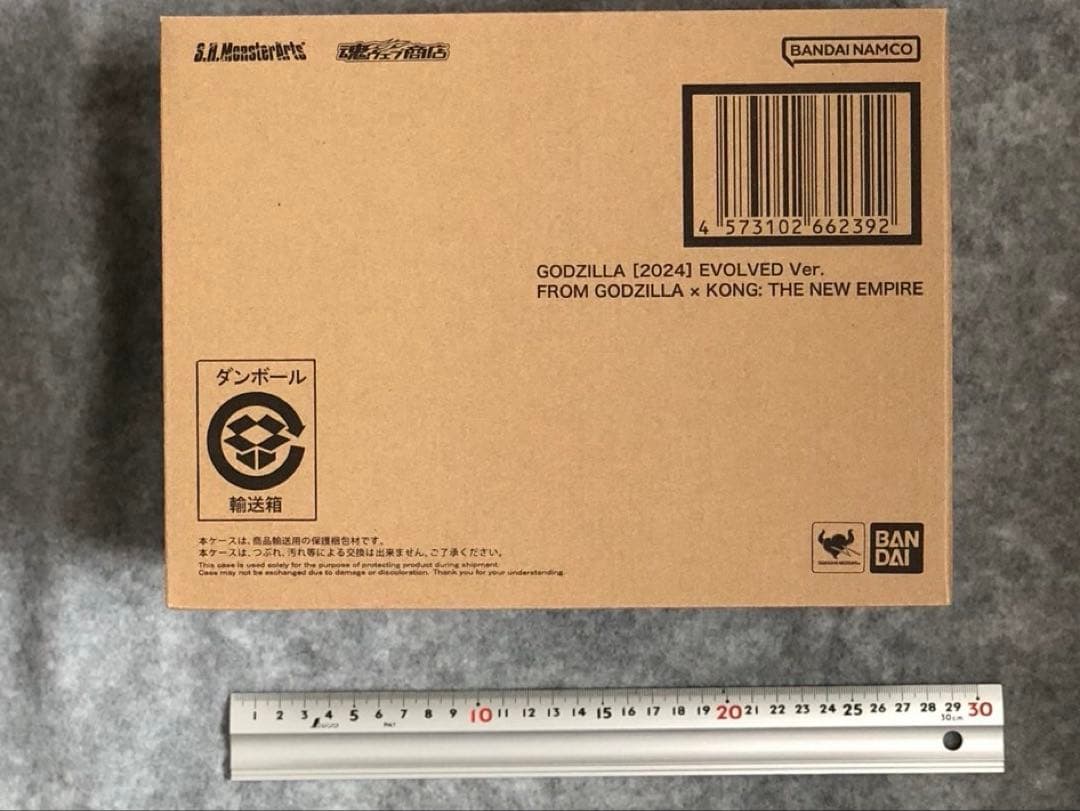 S.H.MonsterArts
魂ウェブ商店
BANDAI NAMCO
4 573102 662392
GODZILLA [2024] EVOLVED Ver.
FROM GODZILLA × KONG: THE NEW EMPIRE
ダンボール
輸送箱
本ケースは、商品輸送用の保護梱包材です。
本ケースは、つぶれ、汚れ等による交換は出来ません、ご了承ください。
This case is used solely for the purpose of protecting product during shipment.
Case may not be exchanged due to damage or discoloration. Thank you for your understanding.
BAN
DAI
1 2 3 4 5 6 7 8 9 10 11 12 13 14 15 16 17 18 19 20 21 22 23 24 25 26 27 28 29 30
30cm